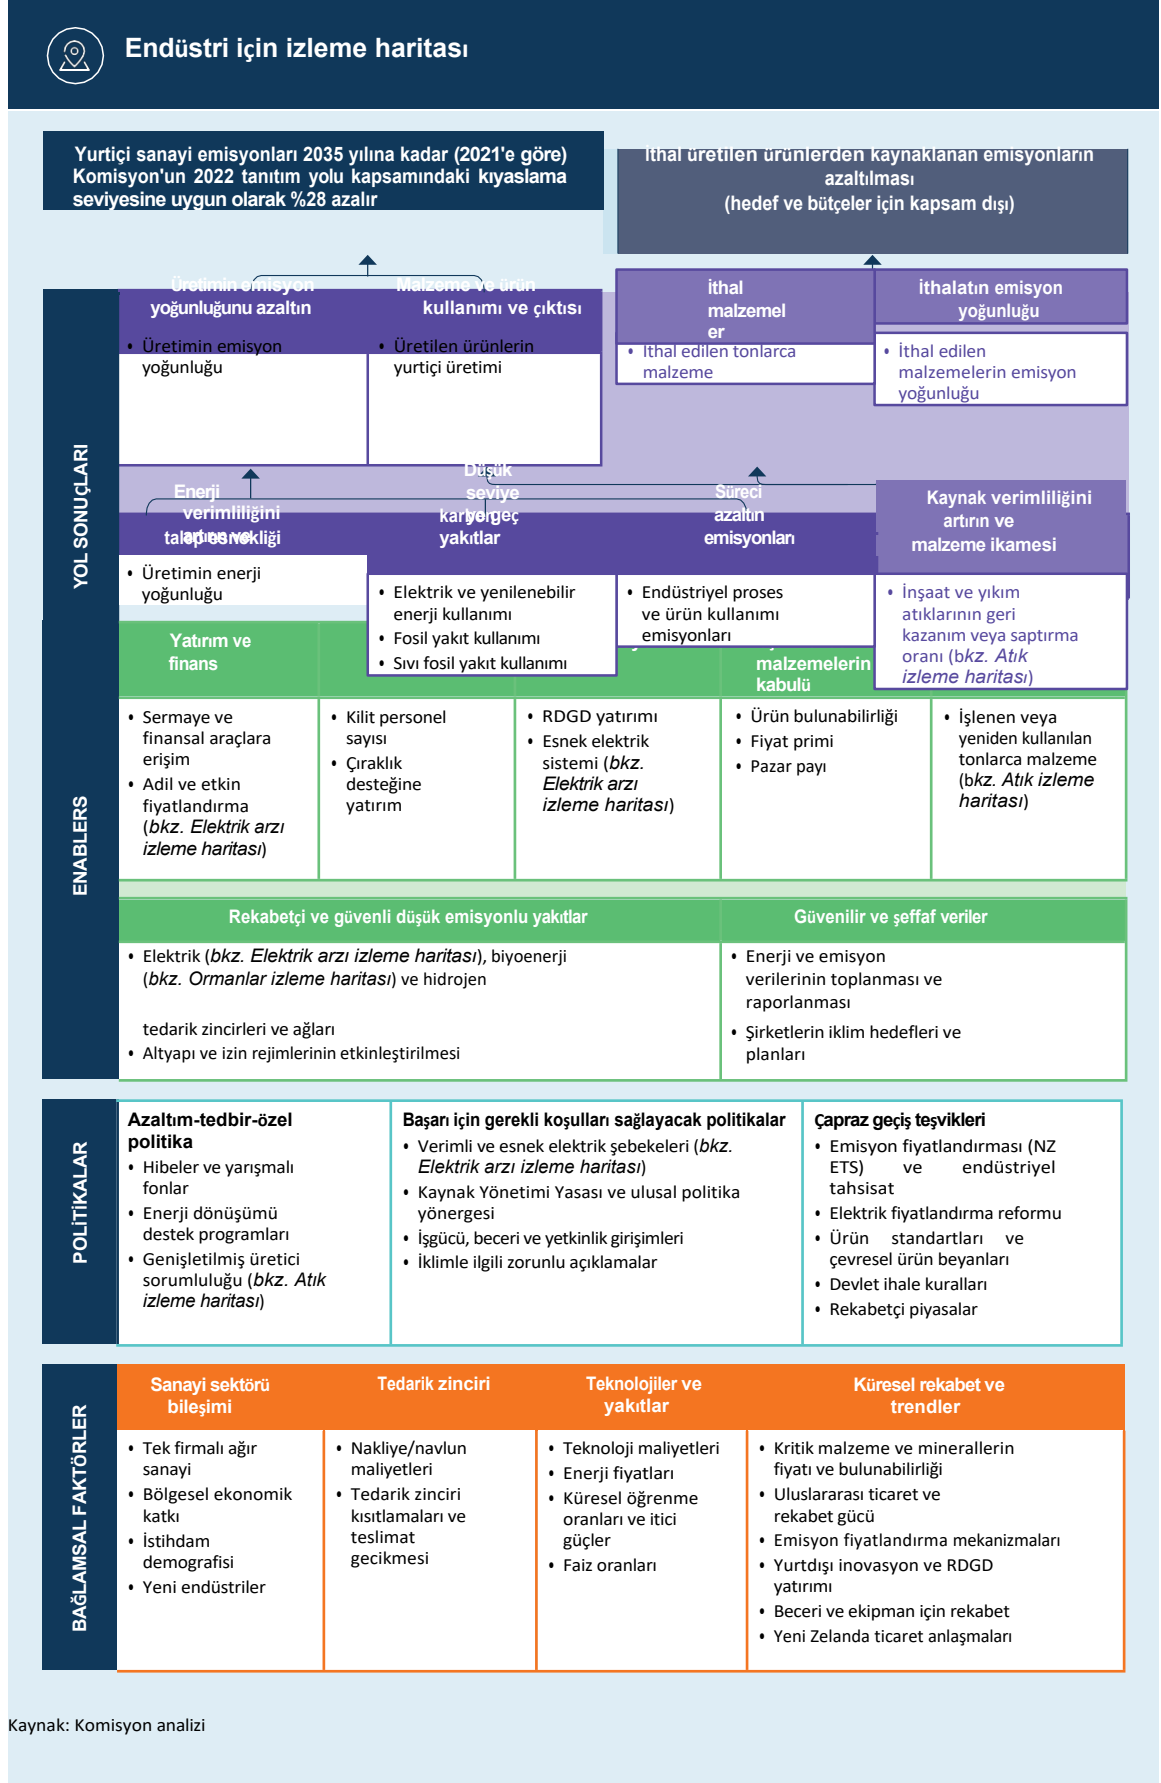 Endüstri için izleme haritası
Yurtiçi sanayi emisyonları 2035 yılına kadar (2021'e göre)
Komisyon'un 2022 tanıtım yolu kapsamındaki kıyaslama
seviyesine uygun olarak %28 azalır
İthal üretilen ürünlerden kaynaklanan emisyonların
azaltılması
(hedef ve bütçeler için kapsam dışı)
YOL SONUÇLARI
Üretimin emisyon
yoğunluğunu azaltın
• Üretimin emisyon
yoğunluğu
Malzeme ve ürün
kullanımı ve çıktısı
• Üretilen ürünlerin
yurtiçi üretimi
İthal
malzemel
er
• İthal edilen tonlarca
malzeme
İthalatın emisyon
yoğunluğu
• İthal edilen
malzemelerin emisyon
yoğunluğu
Enerji
verimliliğini
artırın ve
talep esnekliği
• Üretimin enerji
yoğunluğu
Düşük
seviye
karbon
geç
yakıtlar
• Elektrik ve yenilenebilir
enerji kullanımı
• Fosil yakıt kullanımı
• Sıvı fosil yakıt kullanımı
Süreci
azaltın
emisyonları
• Endüstriyel proses
ve ürün kullanımı
emisyonları
Kaynak verimliliğini
artırın ve
malzeme ikamesi
• İnşaat ve yıkım
atıklarının geri
kazanım veya saptırma
oranı (bkz. Atık
izleme haritası)
ENABLERS
Yatırım ve
finans
• Sermaye ve
finansal araçlara
erişim
• Adil ve etkin
fiyatlandırma
(bkz. Elektrik arzı
izleme haritası)
• Kilit personel
sayısı
• Çıraklık
desteğine
yatırım
• RDGD yatırımı
• Esnek elektrik
sistemi (bkz.
Elektrik arzı
izleme haritası)
malzemelerin
kabulü
• Ürün bulunabilirliği
• Fiyat primi
• Pazar payı
• İşlenen veya
yeniden kullanılan
tonlarca malzeme
(bkz. Atık izleme
haritası)
Rekabetçi ve güvenli düşük emisyonlu yakıtlar
• Elektrik (bkz. Elektrik arzı izleme haritası), biyoenerji
(bkz. Ormanlar izleme haritası) ve hidrojen
tedarik zincirleri ve ağları
• Altyapı ve izin rejimlerinin etkinleştirilmesi
Güvenilir ve şeffaf veriler
• Enerji ve emisyon
verilerinin toplanması ve
raporlanması
• Şirketlerin iklim hedefleri ve
planları
POLİTİKALAR
Azaltım-tedbir-özel
politika
• Hibeler ve yarışmalı
fonlar
• Enerji dönüşümü
destek programları
• Genişletilmiş üretici
sorumluluğu (bkz. Atık
izleme haritası)
Başarı için gerekli koşulları sağlayacak politikalar
• Verimli ve esnek elektrik şebekeleri (bkz.
Elektrik arzı izleme haritası)
• Kaynak Yönetimi Yasası ve ulusal politika
yönergesi
• İşgücü, beceri ve yetkinlik girişimleri
• İklimle ilgili zorunlu açıklamalar
Çapraz geçiş teşvikleri
• Emisyon fiyatlandırması (NZ
ETS) ve endüstriyel
tahsisat
• Elektrik fiyatlandırma reformu
• Ürün standartları ve
çevresel ürün beyanları
• Devlet ihale kuralları
• Rekabetçi piyasalar
BAĞLAMSAL FAKTÖRLER
Sanayi sektörü
bileşimi
• Tek firmalı ağır
sanayi
• Bölgesel ekonomik
katkı
• İstihdam
demografisi
• Yeni endüstriler
Tedarik zinciri
• Nakliye/navlun
maliyetleri
• Tedarik zinciri
kısıtlamaları ve
teslimat
gecikmesi
Teknolojiler ve
yakıtlar
• Teknoloji maliyetleri
• Enerji fiyatları
• Küresel öğrenme
oranları ve itici
güçler
• Faiz oranları
Küresel rekabet ve
trendler
• Kritik malzeme ve minerallerin
fiyatı ve bulunabilirliği
• Uluslararası ticaret ve
rekabet gücü
• Emisyon fiyatlandırma mekanizmaları
• Yurtdışı inovasyon ve RDGD
yatırımı
• Beceri ve ekipman için rekabet
• Yeni Zelanda ticaret anlaşmaları
Kaynak: Komisyon analizi